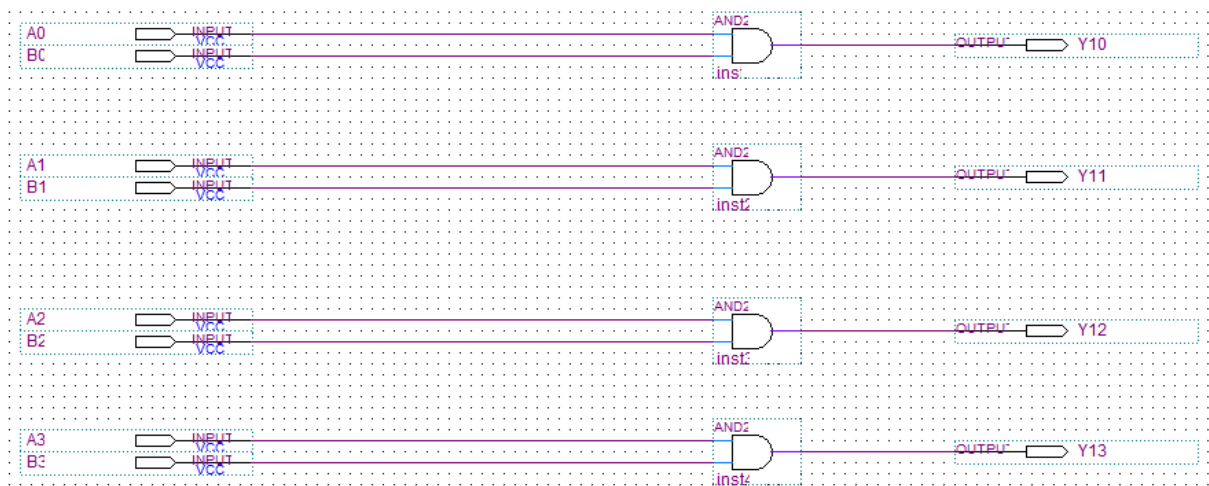 AND2
A0 INPUT VCC OUTPUT Y10
B0 INPUT VCC
inst
AND2
A1 INPUT VCC OUTPUT Y11
B1 INPUT VCC
inst2
AND2
A2 INPUT VCC OUTPUT Y12
B2 INPUT VCC
inst3
AND2
A3 INPUT VCC OUTPUT Y13
B3 INPUT VCC
inst4